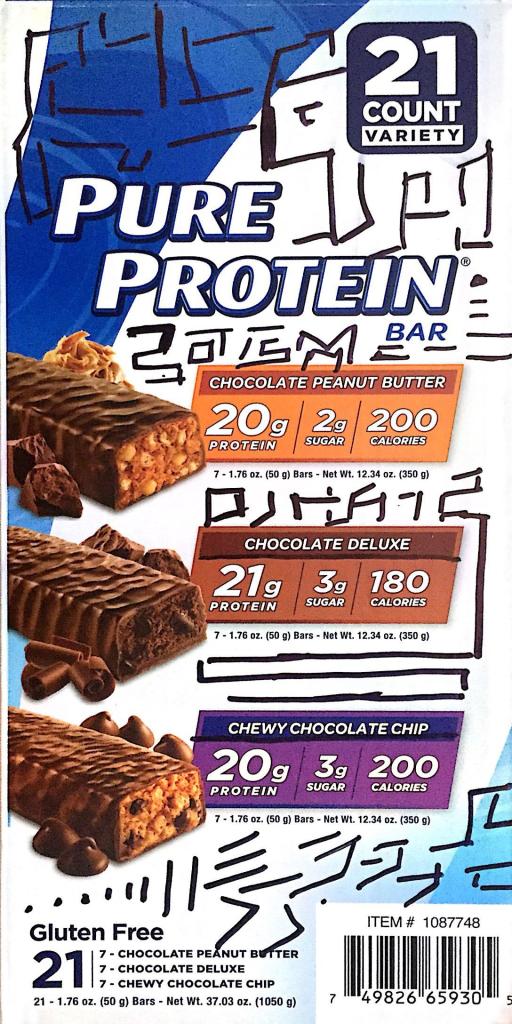 21
COUNT
VARIETY
PURE
PROTEIN®
BAR
CHOCOLATE PEANUT BUTTER
20g PROTEIN 2g SUGAR 200 CALORIES
7 - 1.76 oz. (50 g) Bars - Net Wt. 12.34 oz. (350 g)
CHOCOLATE DELUXE
21g PROTEIN 3g SUGAR 180 CALORIES
7 - 1.76 oz. (50 g) Bars - Net Wt. 12.34 oz. (350 g)
CHEWY CHOCOLATE CHIP
20g PROTEIN 3g SUGAR 200 CALORIES
7 - 1.76 oz. (50 g) Bars - Net Wt. 12.34 oz. (350 g)
Gluten Free
21
7 - CHOCOLATE PEANUT BUTTER
7 - CHOCOLATE DELUXE
7 - CHEWY CHOCOLATE CHIP
21 - 1.76 oz. (50 g) Bars - Net Wt. 37.03 oz. (1050 g)
ITEM # 1087748
7 49826 65930 5